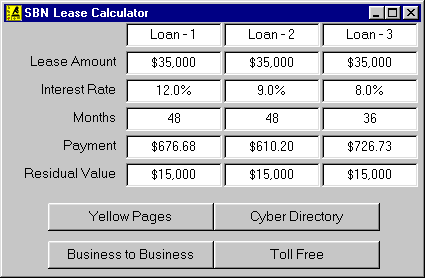 SBN Lease Calculator
Loan - 1 Loan - 2 Loan - 3
Lease Amount $35,000 $35,000 $35,000
Interest Rate 12.0% 9.0% 8.0%
Months 48 48 36
Payment $676.68 $610.20 $726.73
Residual Value $15,000 $15,000 $15,000
Yellow Pages Cyber Directory
Business to Business Toll Free